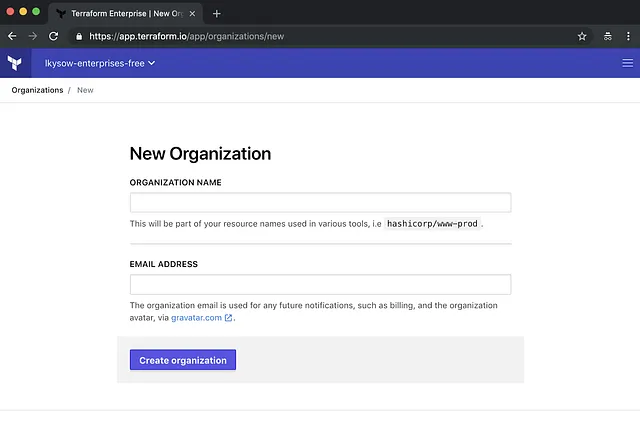 Terraform Enterprise | New Or
https://app.terraform.io/app/organizations/new
lkysow-enterprises-free
Organizations / New
New Organization
ORGANIZATION NAME
This will be part of your resource names used in various tools, i.e hashicorp/www-prod.
EMAIL ADDRESS
The organization email is used for any future notifications, such as billing, and the organization
avatar, via gravatar.com.
Create organization